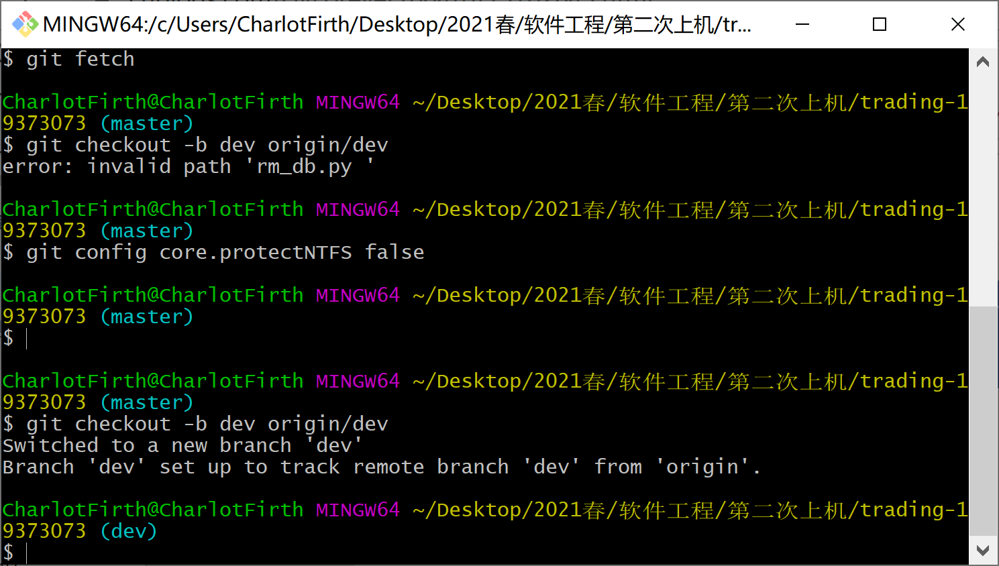 MINGW64:/c/Users/CharlotFirth/Desktop/2021春/软件工程/第二次上机/tr...
$ git fetch
CharlotFirth@CharlotFirth MINGW64 ~/Desktop/2021春/软件工程/第二次上机/trading-1
9373073 (master)
$ git checkout -b dev origin/dev
error: invalid path 'rm_db.py '
CharlotFirth@CharlotFirth MINGW64 ~/Desktop/2021春/软件工程/第二次上机/trading-1
9373073 (master)
$ git config core.protectNTFS false
CharlotFirth@CharlotFirth MINGW64 ~/Desktop/2021春/软件工程/第二次上机/trading-1
9373073 (master)
$
CharlotFirth@CharlotFirth MINGW64 ~/Desktop/2021春/软件工程/第二次上机/trading-1
9373073 (master)
$ git checkout -b dev origin/dev
Switched to a new branch 'dev'
Branch 'dev' set up to track remote branch 'dev' from 'origin'.
CharlotFirth@CharlotFirth MINGW64 ~/Desktop/2021春/软件工程/第二次上机/trading-1
9373073 (dev)
$